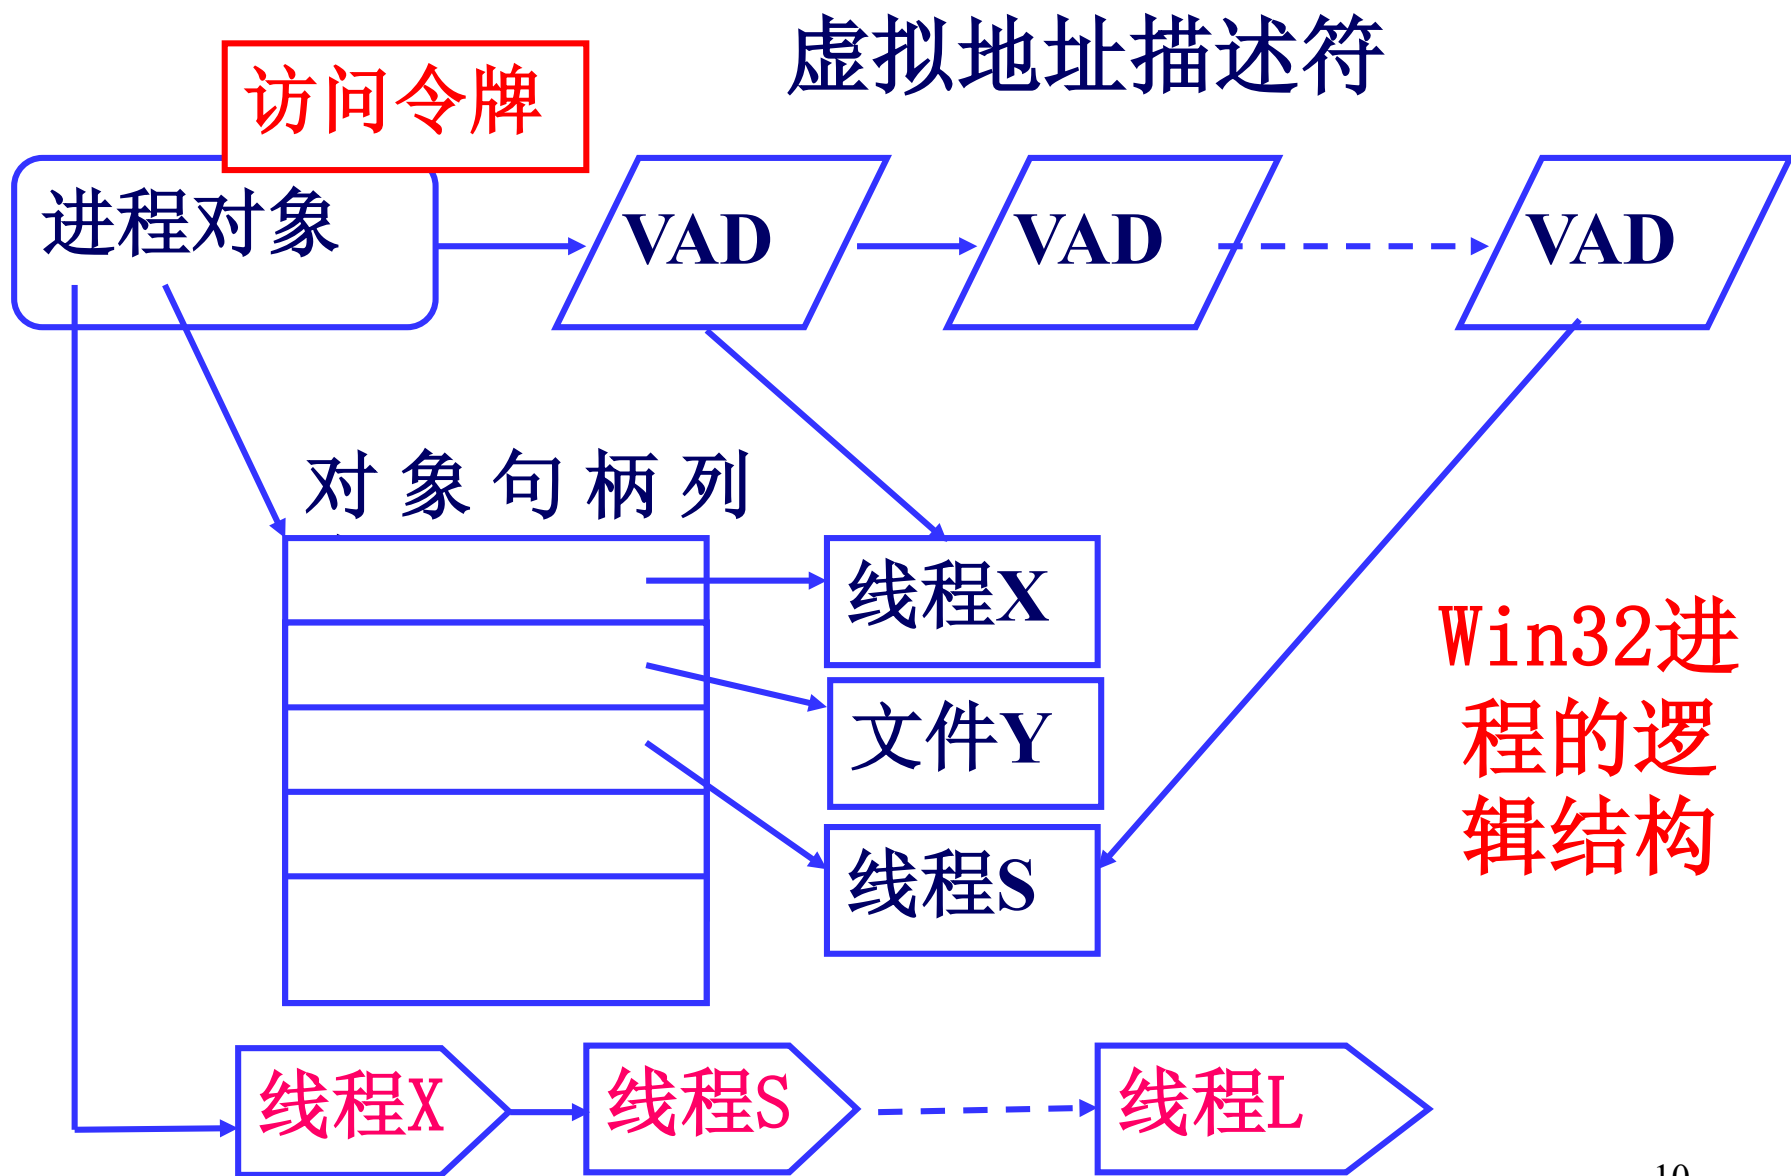 虚拟地址描述符
访问令牌
进程对象
VAD
VAD
VAD
对象句柄列
线程X
文件Y
线程S
Win32进
程的逻
辑结构
线程X
线程S
线程L
10